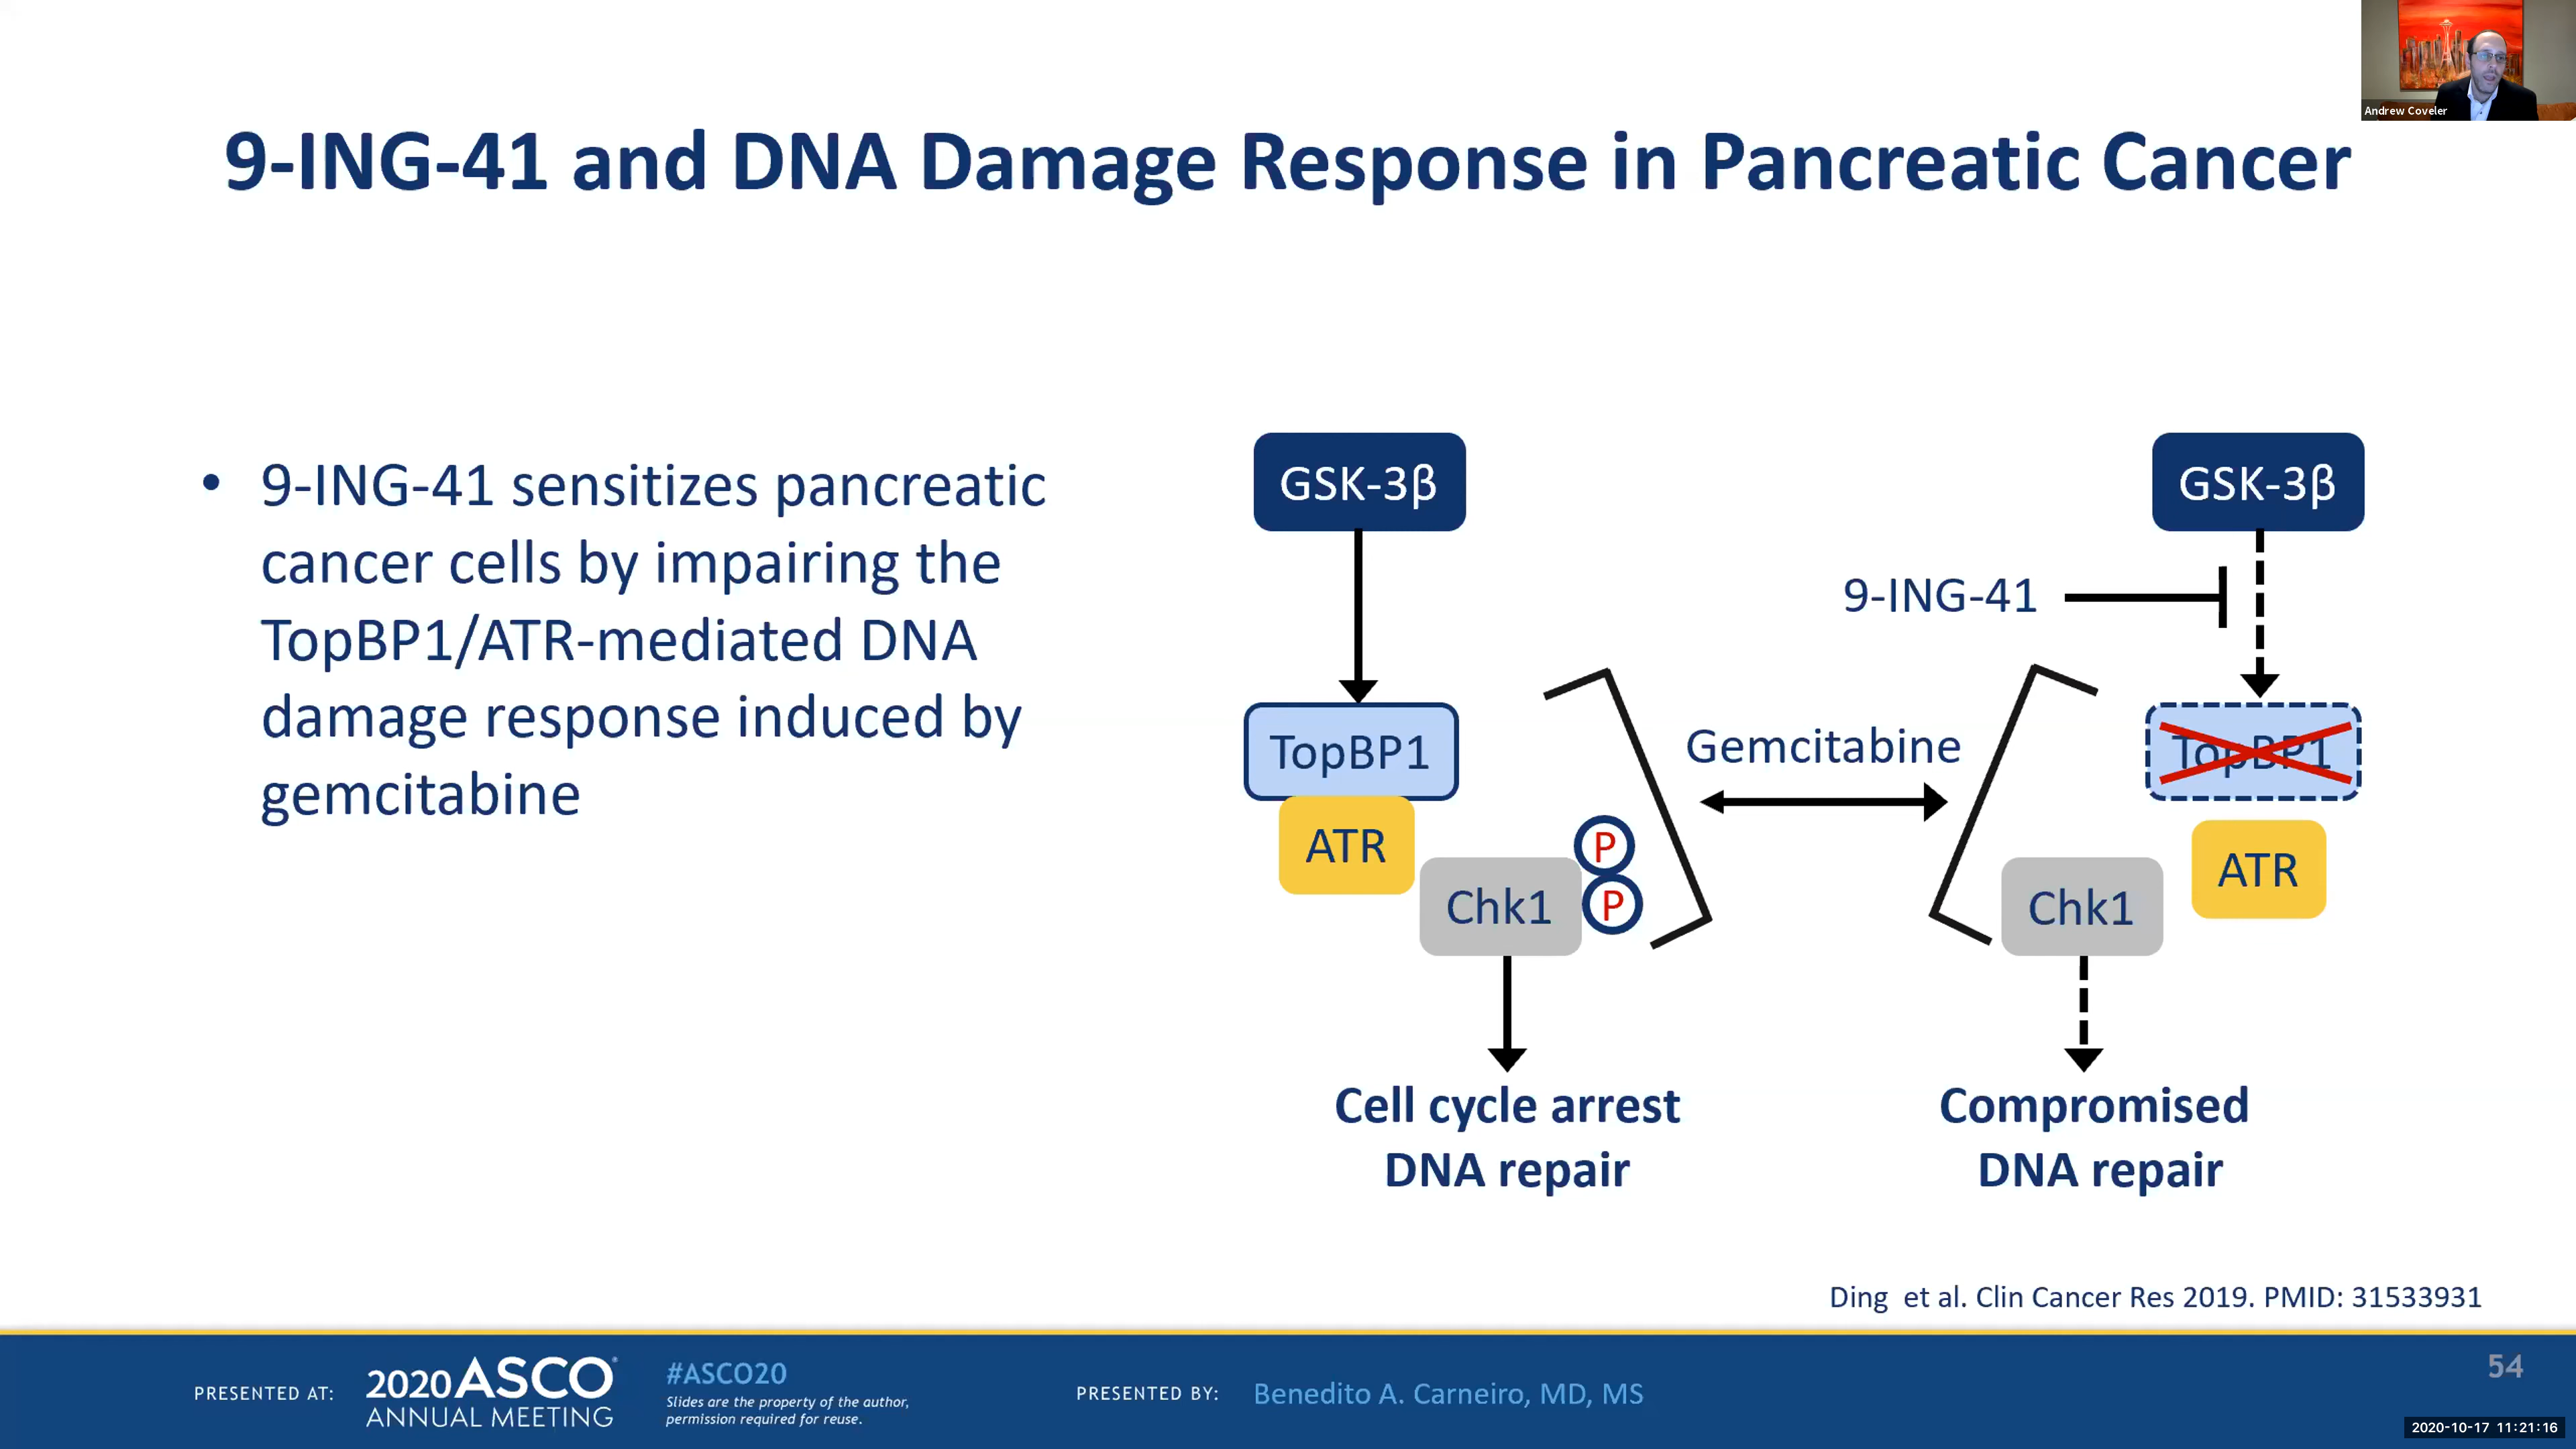 Andrew Coveler
9-ING-41 and DNA Damage Response in Pancreatic Cancer
• 9-ING-41 sensitizes pancreatic
cancer cells by impairing the
TopBP1/ATR-mediated DNA
damage response induced by
gemcitabine
GSK-3β
TopBP1
ATR
Chk1
P
P
Cell cycle arrest
DNA repair
Gemcitabine
GSK-3β
9-ING-41
TopBP1
ATR
Chk1
Compromised
DNA repair
Ding et al. Clin Cancer Res 2019. PMID: 31533931
PRESENTED AT:
2020 ASCO®
ANNUAL MEETING
#ASCO20
Slides are the property of the author,
permission required for reuse.
PRESENTED BY: Benedito A. Carneiro, MD, MS
54
2020-10-17 11:21:16